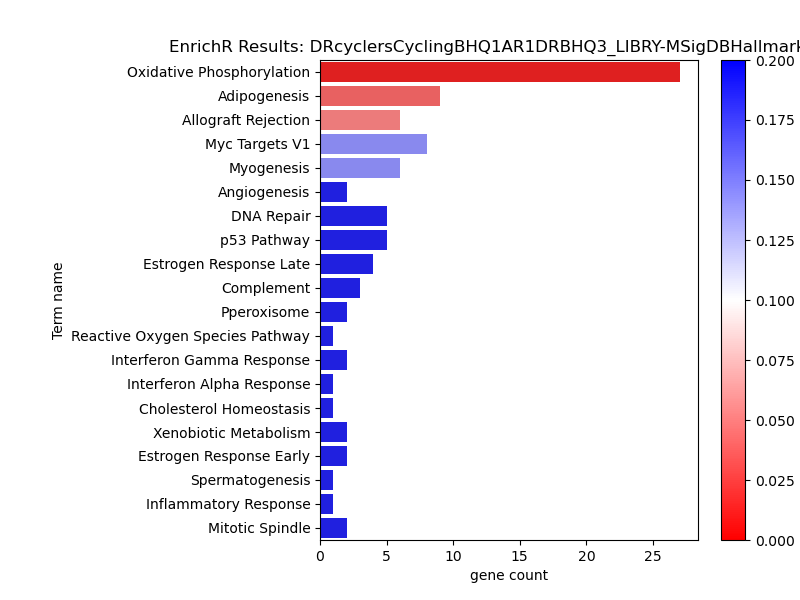 EnrichR Results: DRcyclersCyclingBHQ1AR1DRBHQ3_LIBRY-MSigDBHallmark
Oxidative Phosphorylation
Adipogenesis
Allograft Rejection
Myc Targets V1
Myogenesis
Angiogenesis
DNA Repair
p53 Pathway
Estrogen Response Late
Complement
Pperoxisome
Reactive Oxygen Species Pathway
Interferon Gamma Response
Interferon Alpha Response
Cholesterol Homeostasis
Xenobiotic Metabolism
Estrogen Response Early
Spermatogenesis
Inflammatory Response
Mitotic Spindle
Term name
0 5 10 15 20 25
gene count
0.200
0.175
0.150
0.125
0.100
0.075
0.050
0.025
0.000